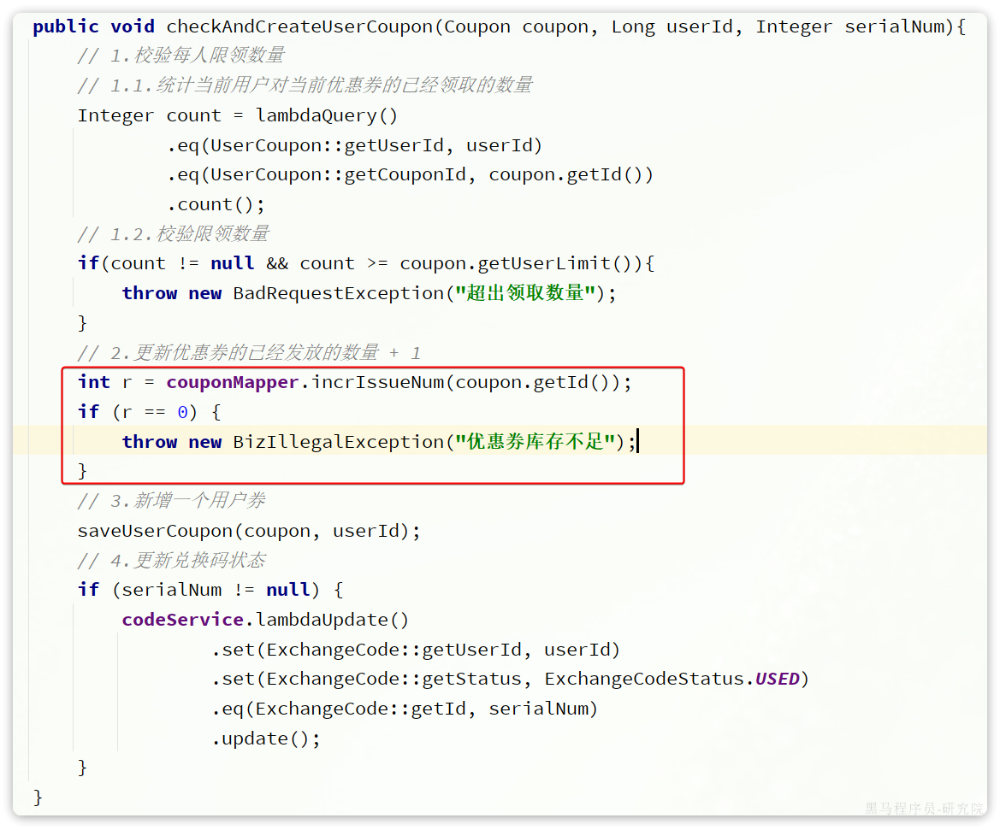 public void checkAndCreateUserCoupon(Coupon coupon, Long userId, Integer serialNum){
// 1.校验每人限领数量
// 1.1.统计当前用户对当前优惠券的已经领取的数量
Integer count = lambdaQuery()
.eq(UserCoupon::getUserId, userId)
.eq(UserCoupon::getCouponId, coupon.getId())
.count();
// 1.2.校验限领数量
if(count != null && count >= coupon.getUserLimit()){
throw new BadRequestException("超出领取数量");
}
// 2.更新优惠券的已经发放的数量 + 1
int r = couponMapper.incrIssueNum(coupon.getId());
if (r == 0) {
throw new BizIllegalException("优惠券库存不足");
}
// 3.新增一个用户券
saveUserCoupon(coupon, userId);
// 4.更新兑换码状态
if (serialNum != null) {
codeService.lambdaUpdate()
.set(ExchangeCode::getUserId, userId)
.set(ExchangeCode::getStatus, ExchangeCodeStatus.USED)
.eq(ExchangeCode::getId, serialNum)
.update();
}
}
黑马程序员-研究院